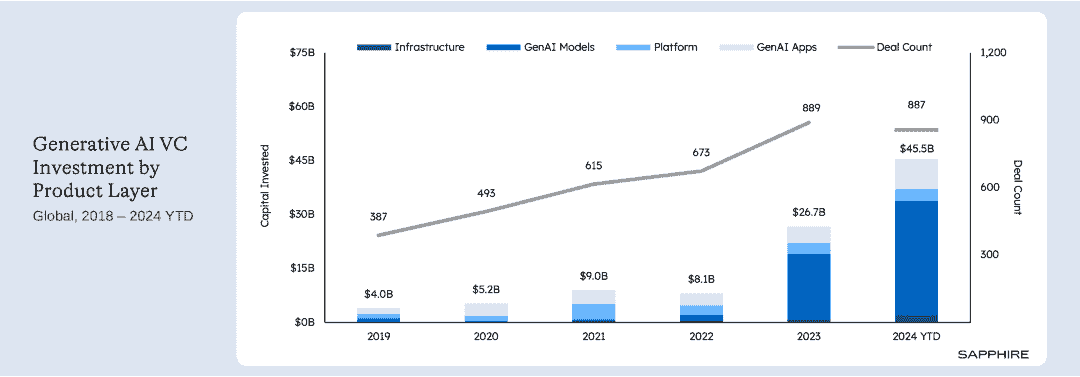 Generative AI VC
Investment by
Product Layer
Global, 2018 – 2024 YTD
Infrastructure GenAI Models Platform GenAI Apps Deal Count
$75B
$60B
$45B
$30B
$15B
$0B
Capital Invested
1,200
900
600
300
Deal Count
387
493
615
673
889
887
$4.0B
$5.2B
$9.0B
$8.1B
$26.7B
$45.5B
2019 2020 2021 2022 2023 2024 YTD
SAPPHIRE